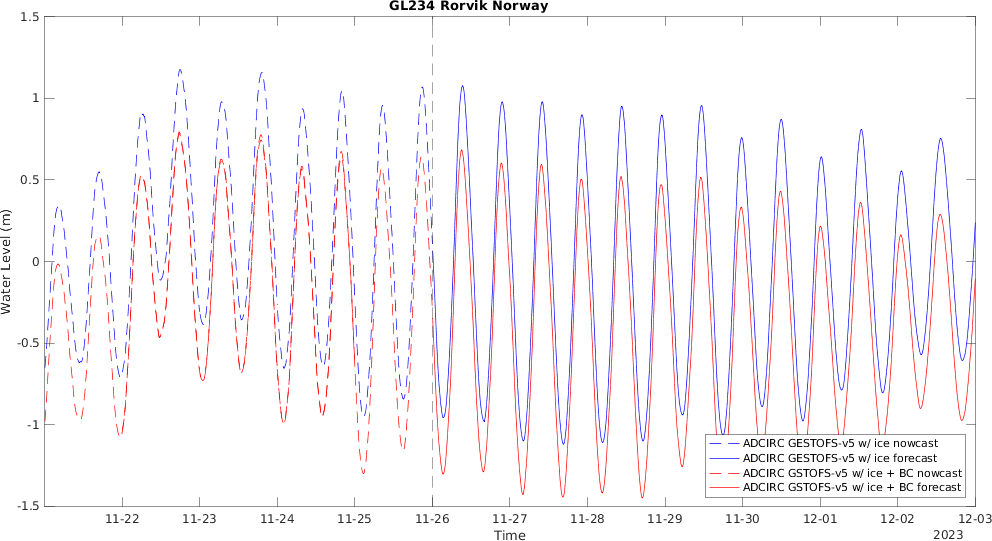 GL234 Rorvik Norway
1.5
1
0.5
0
-0.5
-1
-1.5
Water Level (m)
ADCIRC GESTOFS-v5 w/ ice nowcast
ADCIRC GESTOFS-v5 w/ ice forecast
ADCIRC GSTOFS-v5 w/ ice + BC nowcast
ADCIRC GSTOFS-v5 w/ ice + BC forecast
11-22 11-23 11-24 11-25 11-26 11-27 11-28 11-29 11-30 12-01 12-02 12-03
Time
2023